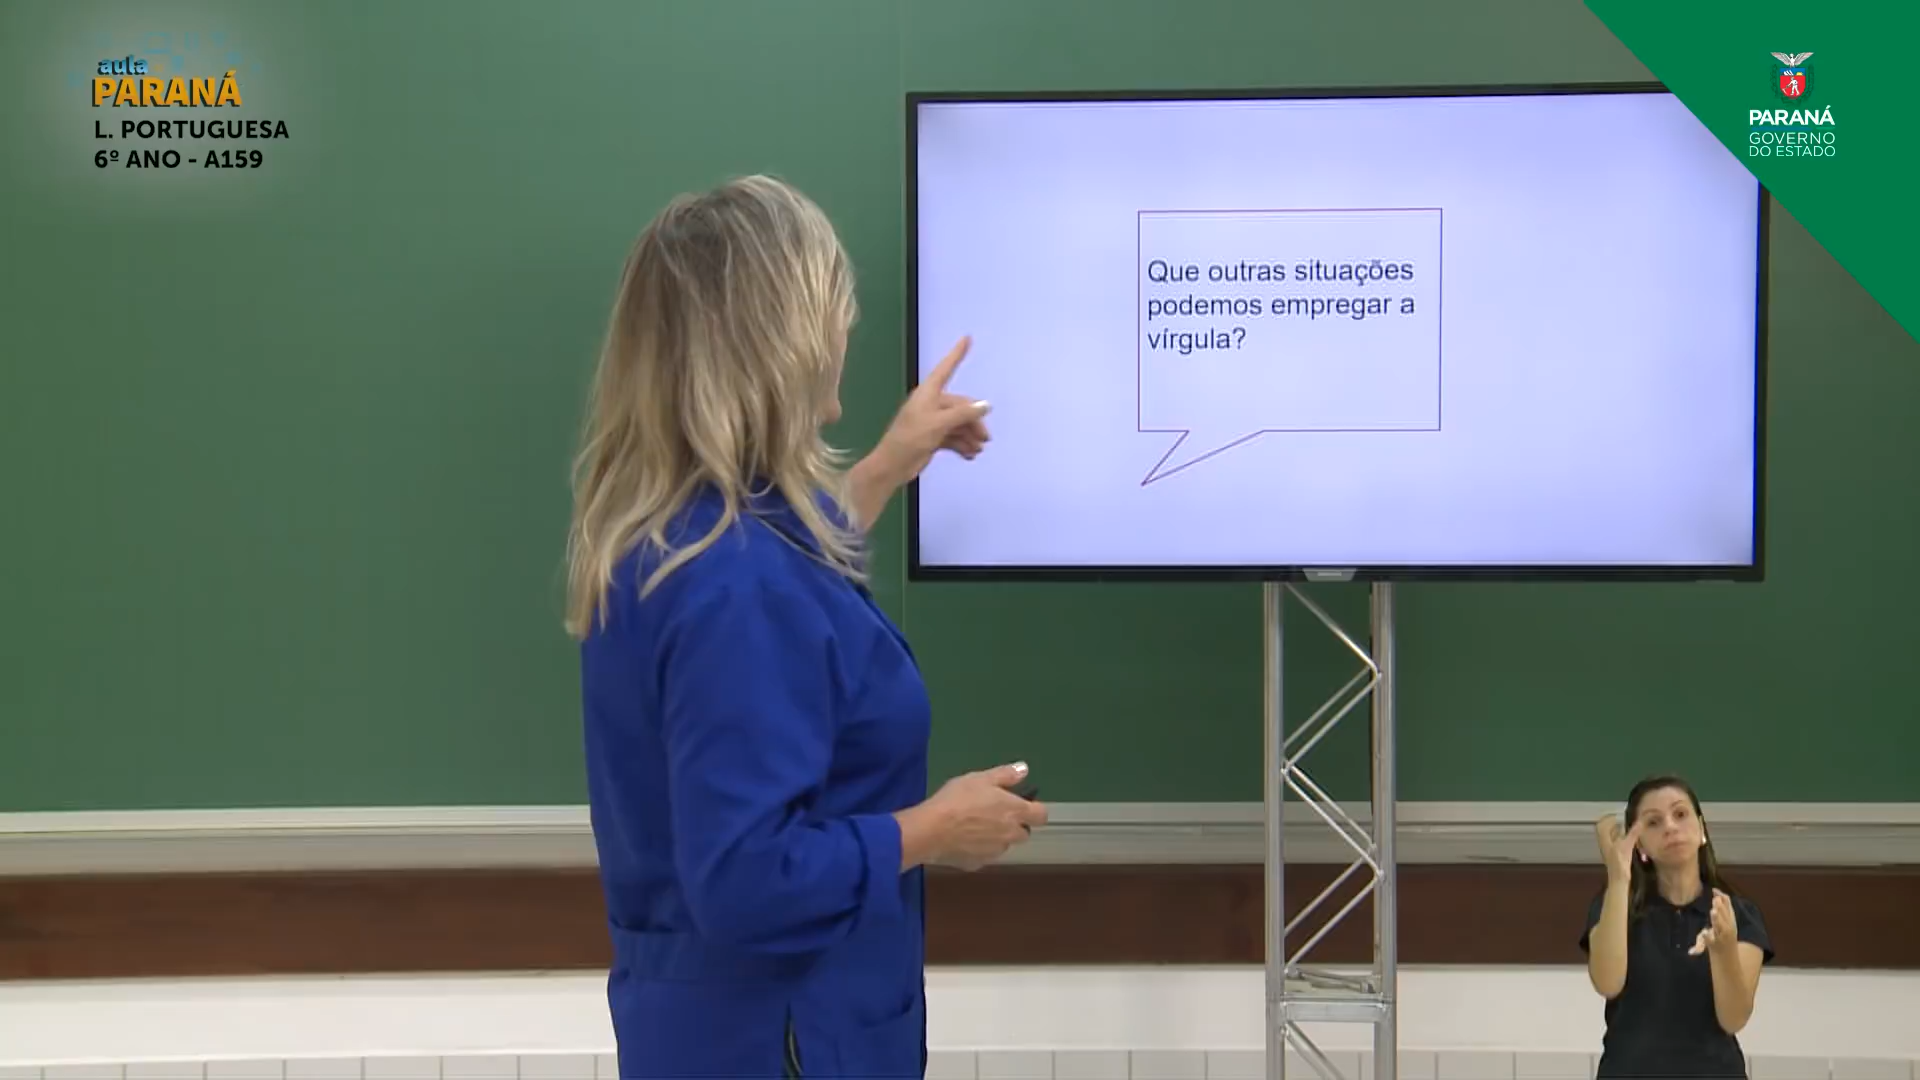 aula
PARANÁ
L. PORTUGUESA
6º ANO - A159
PARANÁ
GOVERNO
DO ESTADO
Que outras situações
podemos empregar a
vírgula?